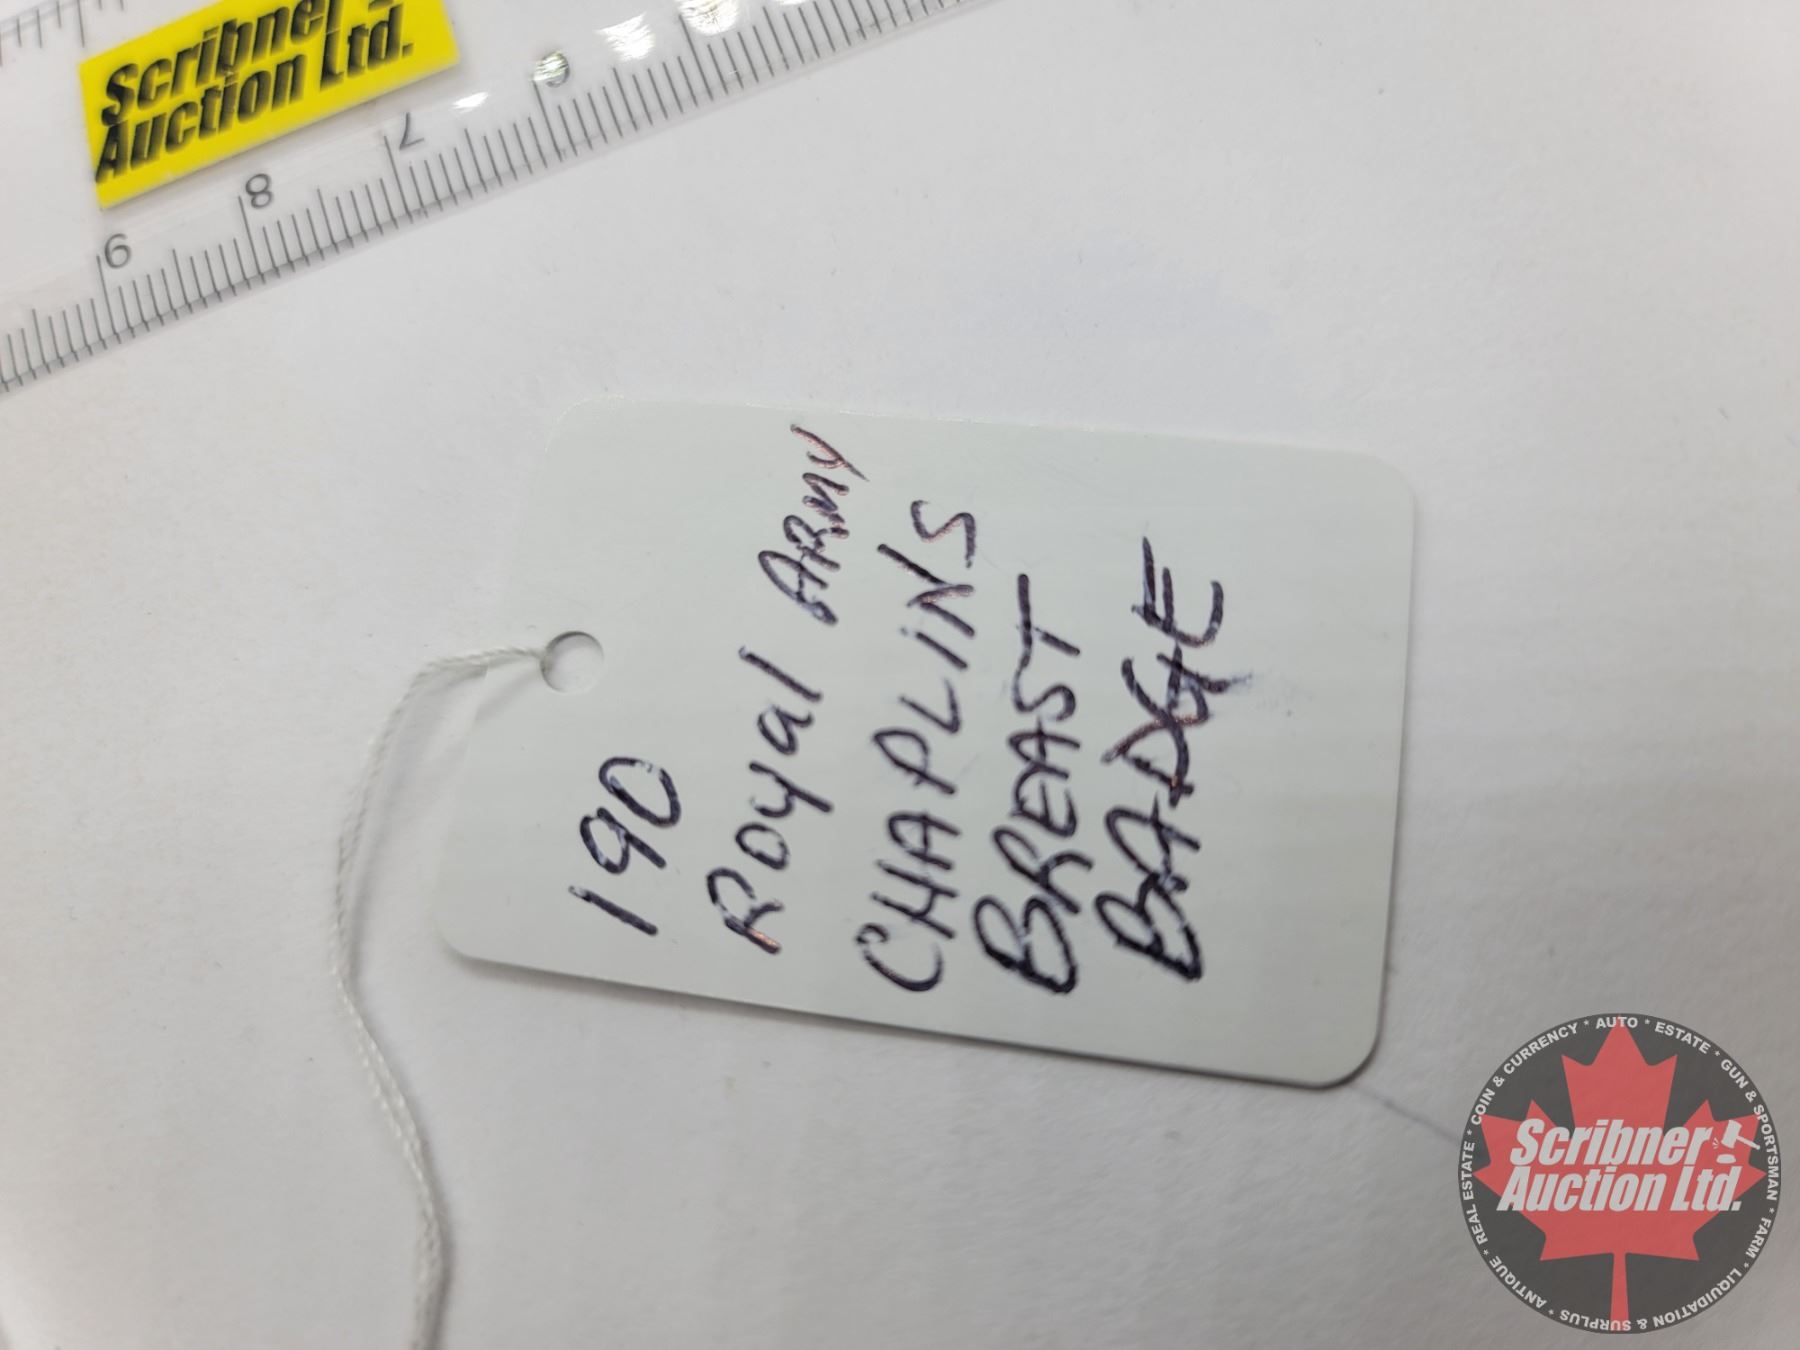 Scribner
Auction Ltd.
6
7
8
9
190
Royal ARMY
CHAPLINS
BREAST
BADGE
Scribner
Auction Ltd.
* AUTO * ESTATE * GUN & SPORTSMAN * FARM * LIQUIDATION & SURPLUS * ANTIQUE * REAL ESTATE * COIN & CURRENCY